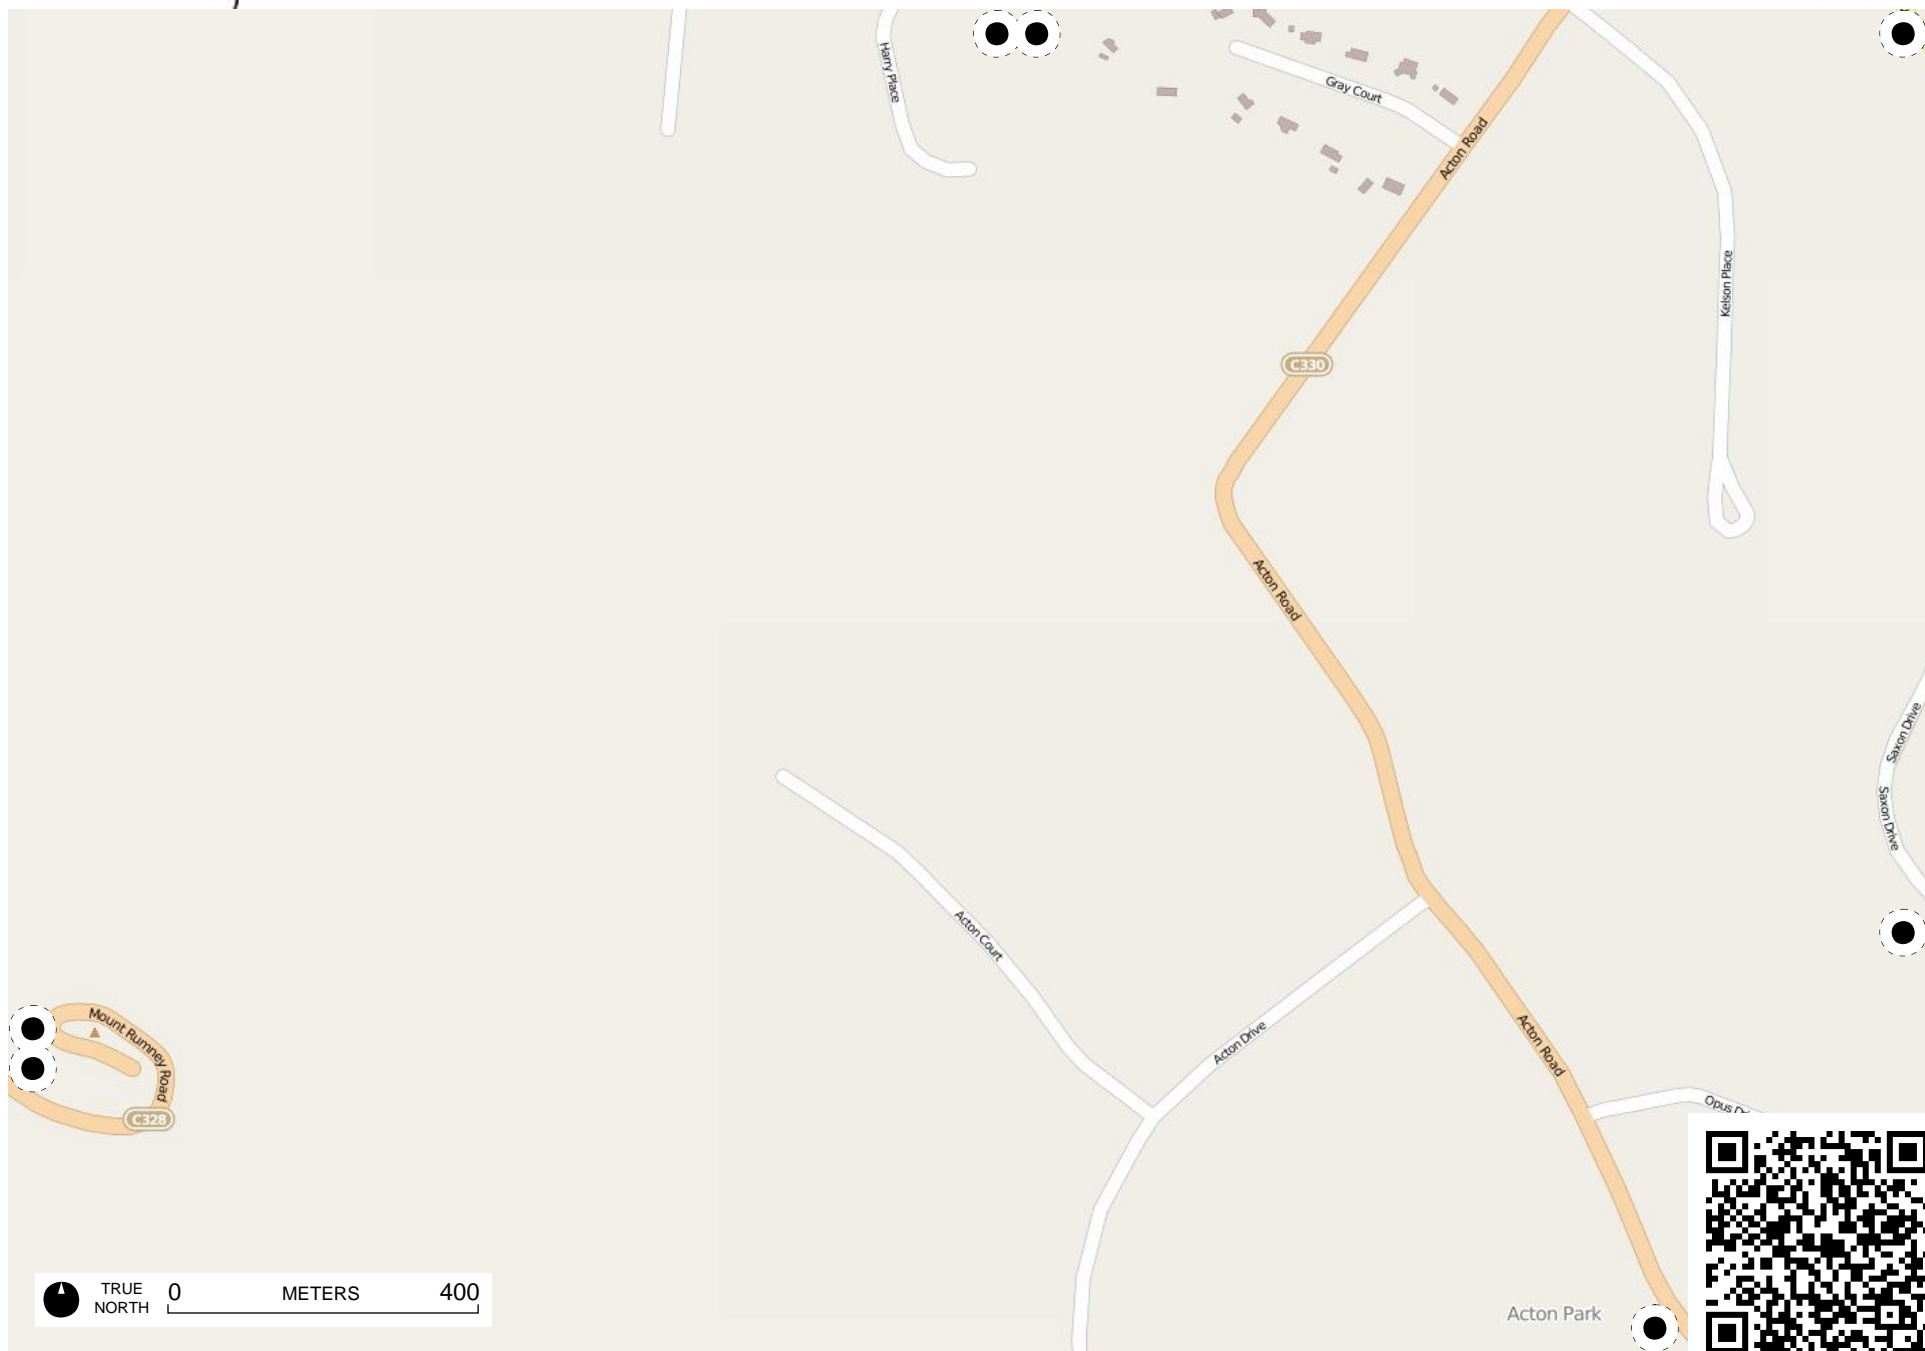 Harry Place
Gray Court
Acton Road
Kelson Place
C330
Acton Road
Saxon Drive
Saxon Drive
Acton Court
Mount Rumney Road
Acton Drive
Acton Road
C328
Opus
TRUE
NORTH
0 METERS 400
Acton Park